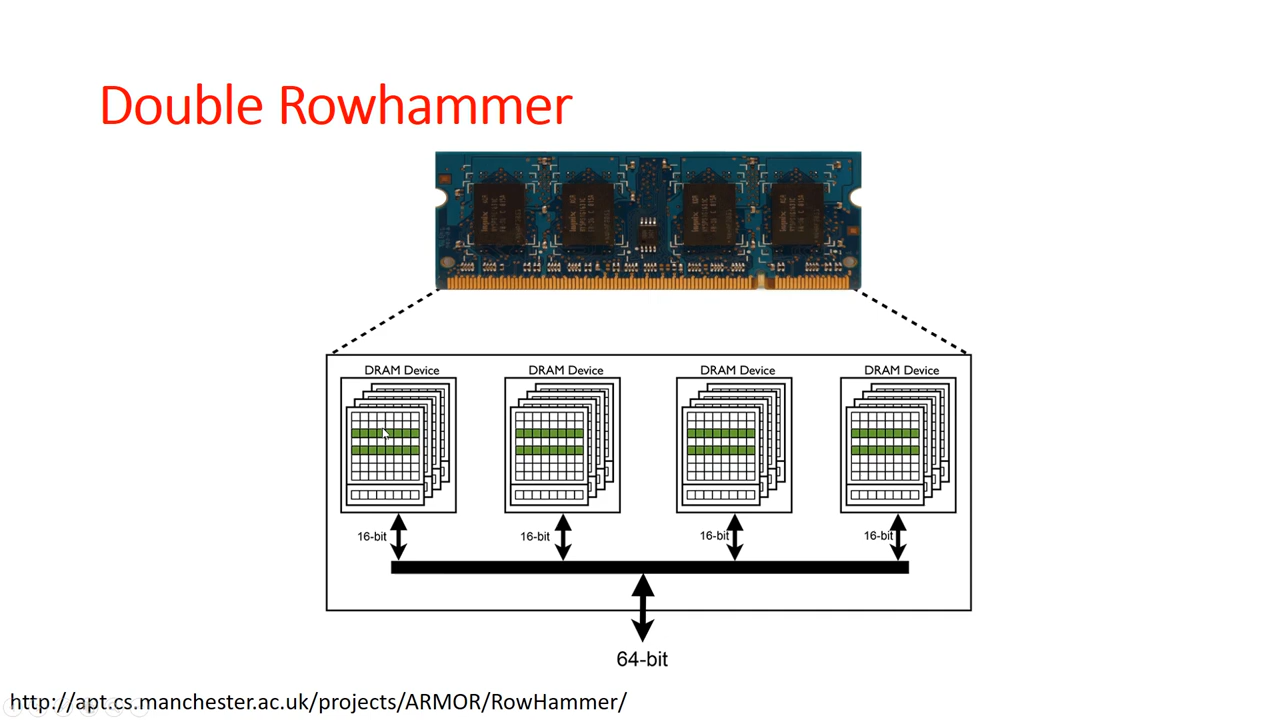 Double Rowhammer
DRAM Device DRAM Device DRAM Device DRAM Device
16-bit 16-bit 16-bit 16-bit
64-bit
http://apt.cs.manchester.ac.uk/projects/ARMOR/RowHammer/